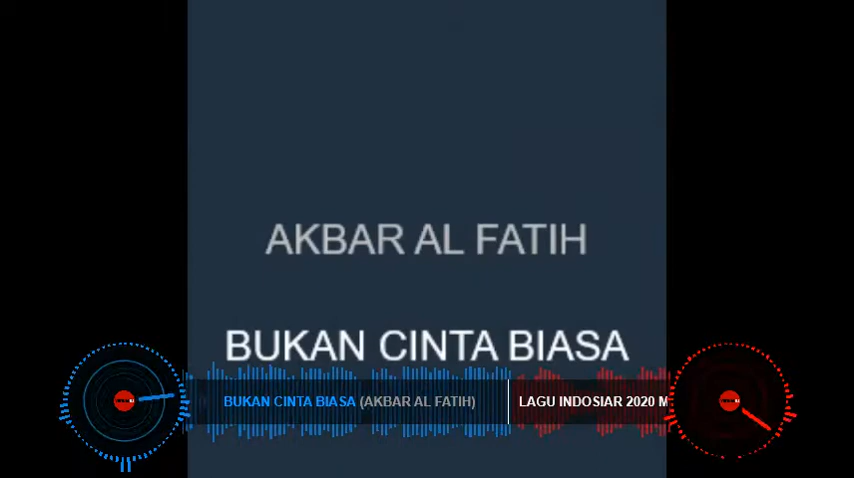 AKBAR AL FATIH
BUKAN CINTA BIASA
BUKAN CINTA BIASA (AKBAR AL FATIH)
LAGU INDOSIAR 2020 M